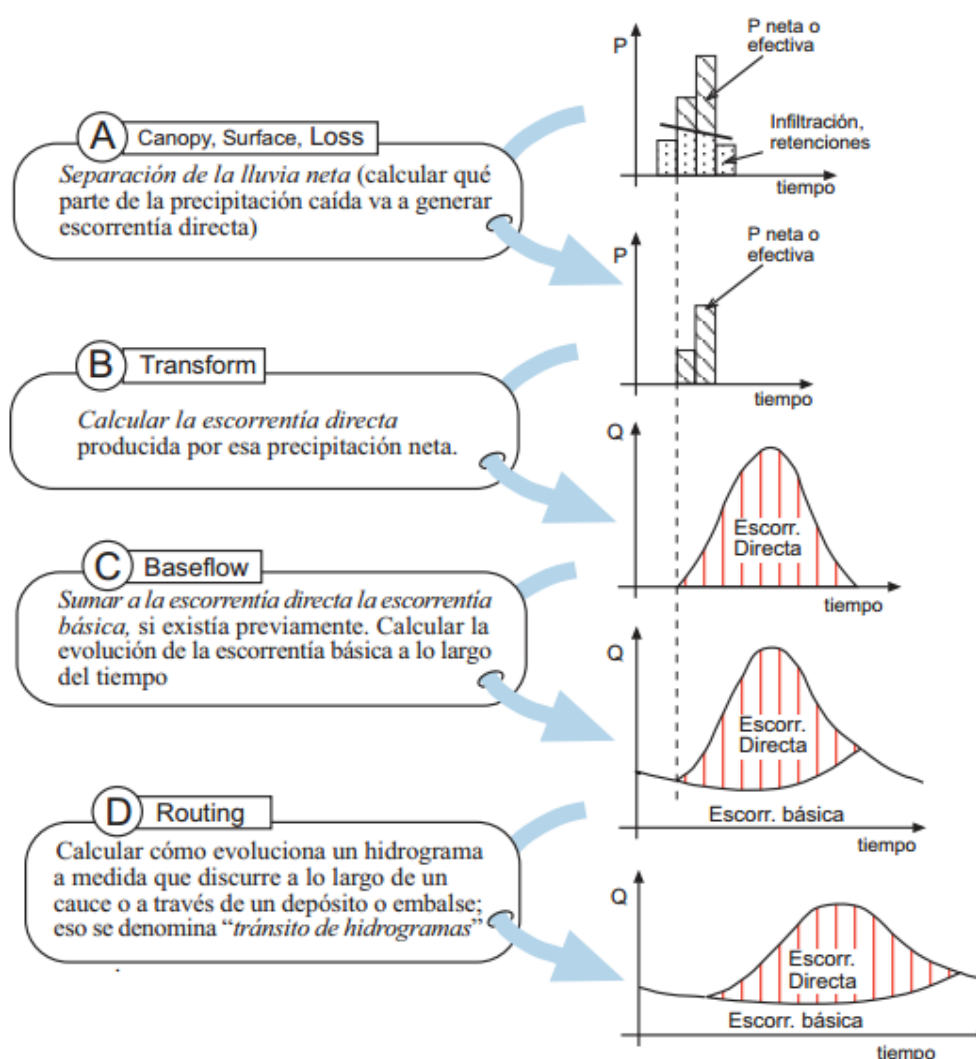 P
P neta o
efectiva
Infiltración,
retenciones
tiempo
A
Canopy, Surface, Loss
Separación de la lluvia neta (calcular qué
parte de la precipitación caída va a generar
escorrentía directa)
P
P neta o
efectiva
tiempo
B
Transform
Calcular la escorrentía directa
producida por esa precipitación neta.
Q
Escorr.
Directa
tiempo
C
Baseflow
Sumar a la escorrentía directa la escorrentía
básica, si existía previamente. Calcular la
evolución de la escorrentía básica a lo largo
del tiempo
Q
Escorr.
Directa
Escorr. básica
tiempo
D
Routing
Calcular cómo evoluciona un hidrograma
a medida que discurre a lo largo de un
cauce o a través de un depósito o embalse;
eso se denomina “tránsito de hidrogramas”
.
Q
Escorr.
Directa
Escorr. básica
tiempo